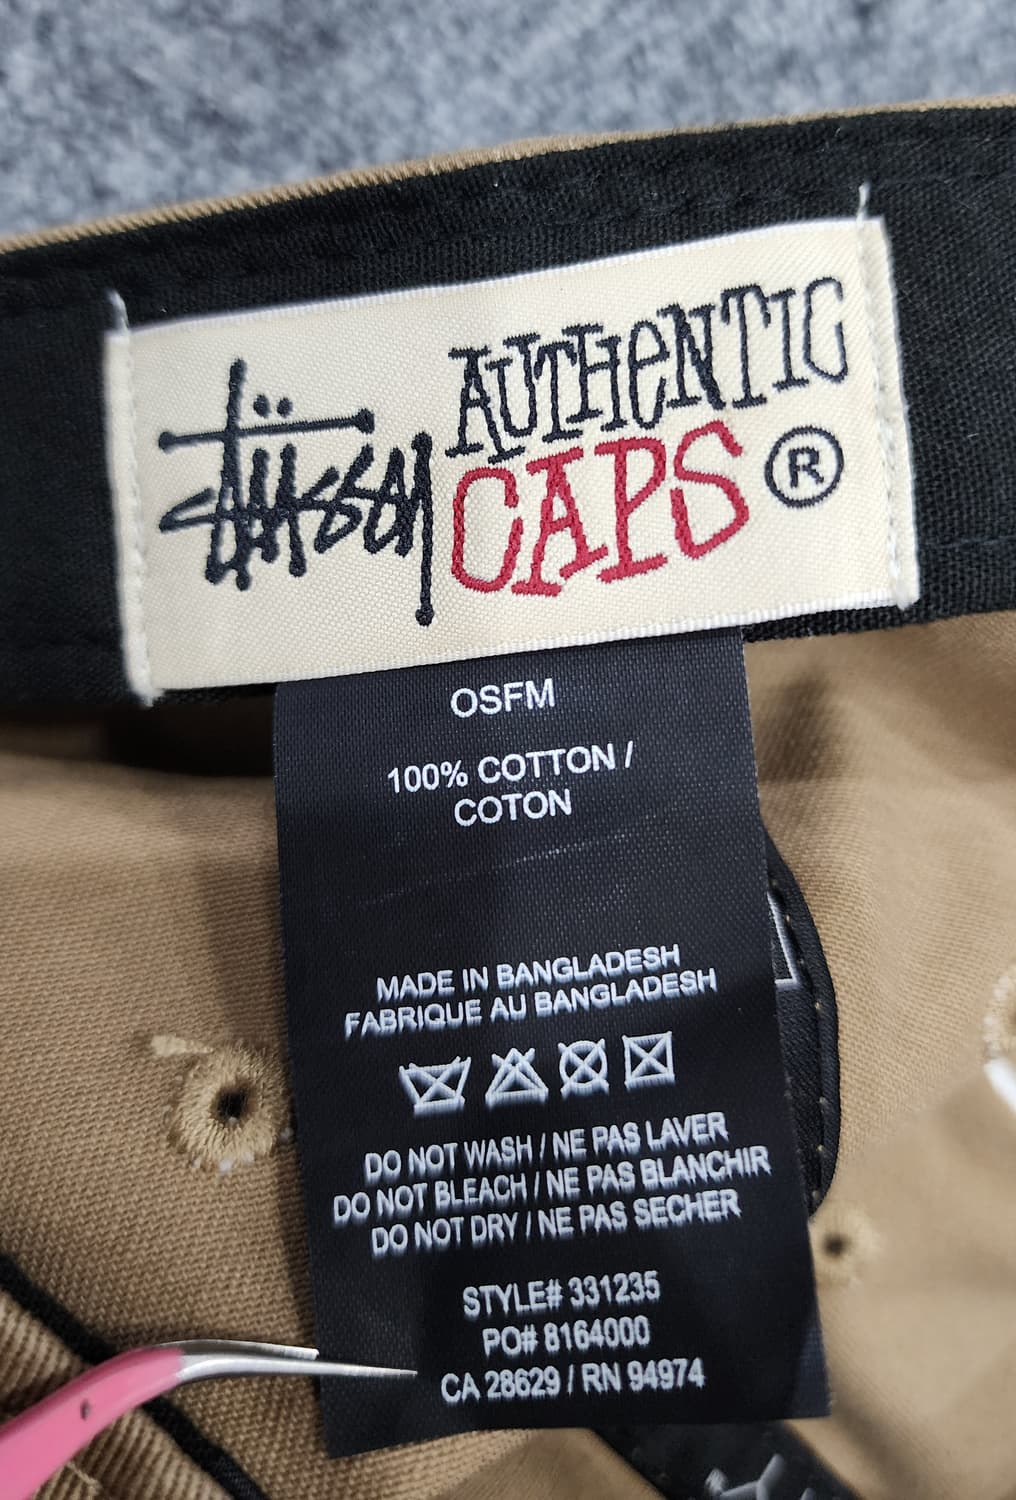 Stüssy AUTHENTIC
CAPS ®
OSFM
100% COTTON /
COTON
MADE IN BANGLADESH
FABRIQUE AU BANGLADESH
DO NOT WASH / NE PAS LAVER
DO NOT BLEACH / NE PAS BLANCHIR
DO NOT DRY / NE PAS SECHER
STYLE# 331235
PO# 8164000
CA 28629 / RN 94974